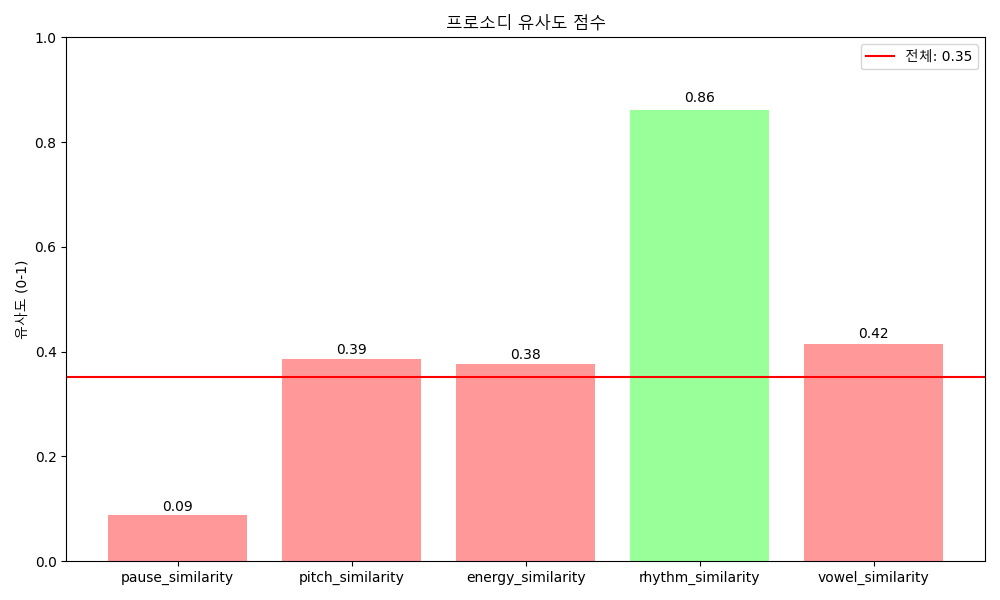 프로소디 유사도 점수
전체: 0.35
유사도 (0-1)
1.0
0.8
0.6
0.4
0.2
0.0
0.09
0.39
0.38
0.86
0.42
pause_similarity
pitch_similarity
energy_similarity
rhythm_similarity
vowel_similarity